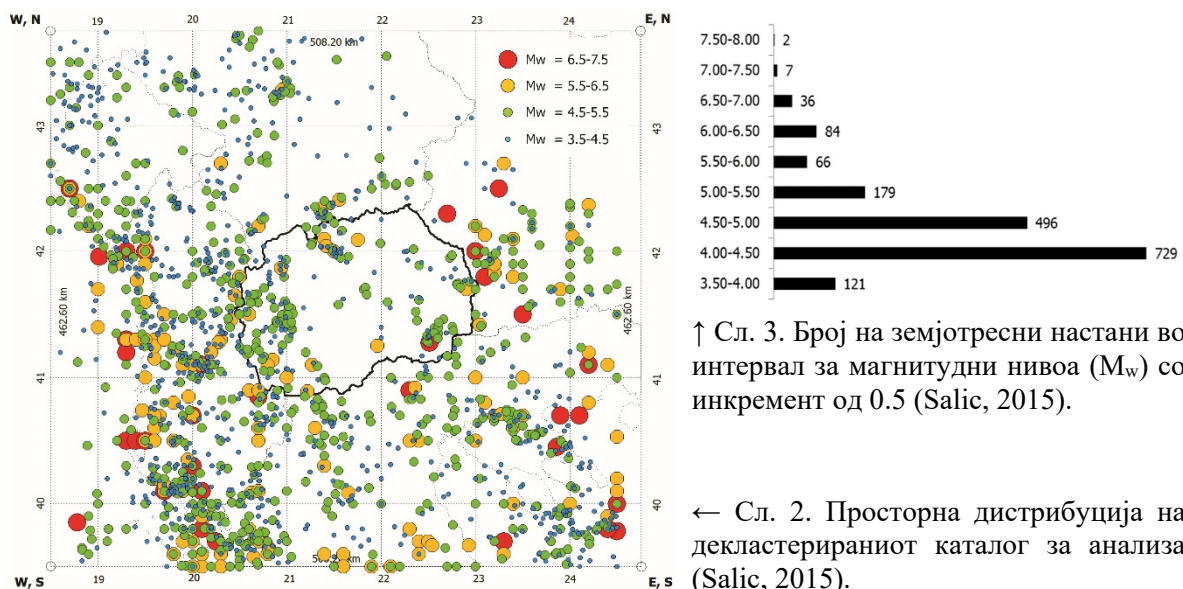 W, N
E, N
19
20
21
22
23
24
508.20 km
Mw = 6.5-7.5
Mw = 5.5-6.5
Mw = 4.5-5.5
Mw = 3.5-4.5
43
43
42
42
462.60 km
462.60 km
41
41
40
40
19
20
21
22
23
24
W, S
E, S
7.50-8.00 2
7.00-7.50 7
6.50-7.00 36
6.00-6.50 84
5.50-6.00 66
5.00-5.50 179
4.50-5.00 496
4.00-4.50 729
3.50-4.00 121
↑ Сл. 3. Број на земјотресни настани во
интервал за магнитудни нивоа (Mw) со
инкремент од 0.5 (Salic, 2015).
← Сл. 2. Просторна дистрибуција на
декластерираниот каталог за анализа
(Salic, 2015).